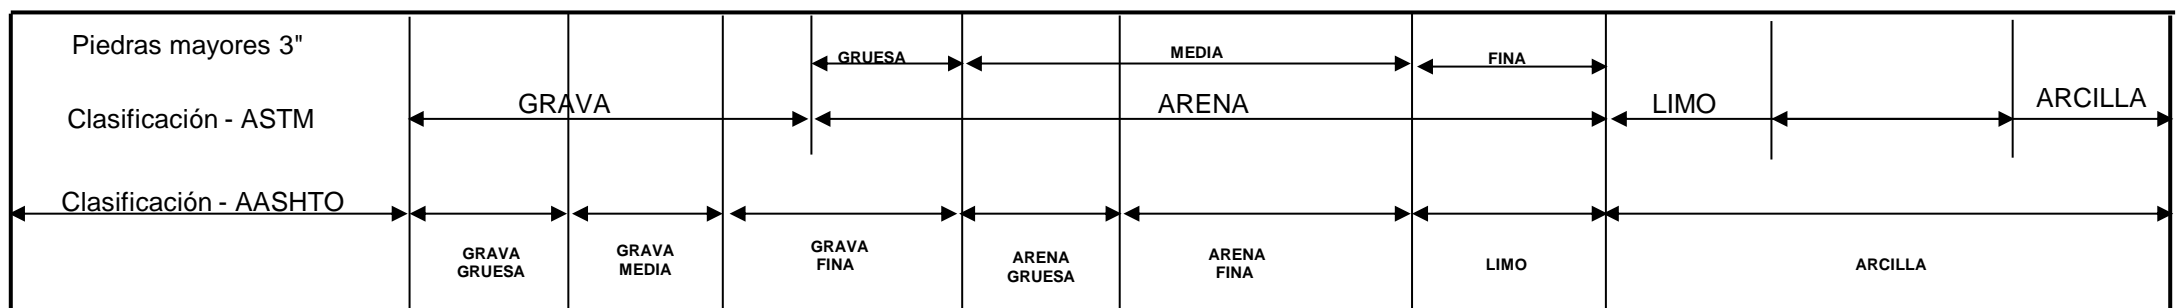 Piedras mayores 3"
GRUESA
MEDIA
FINA
Clasificación - ASTM
GRAVA
ARENA
LIMO
ARCILLA
Clasificación - AASHTO
GRAVA
GRUESA
GRAVA
MEDIA
GRAVA
FINA
ARENA
GRUESA
ARENA
FINA
LIMO
ARCILLA